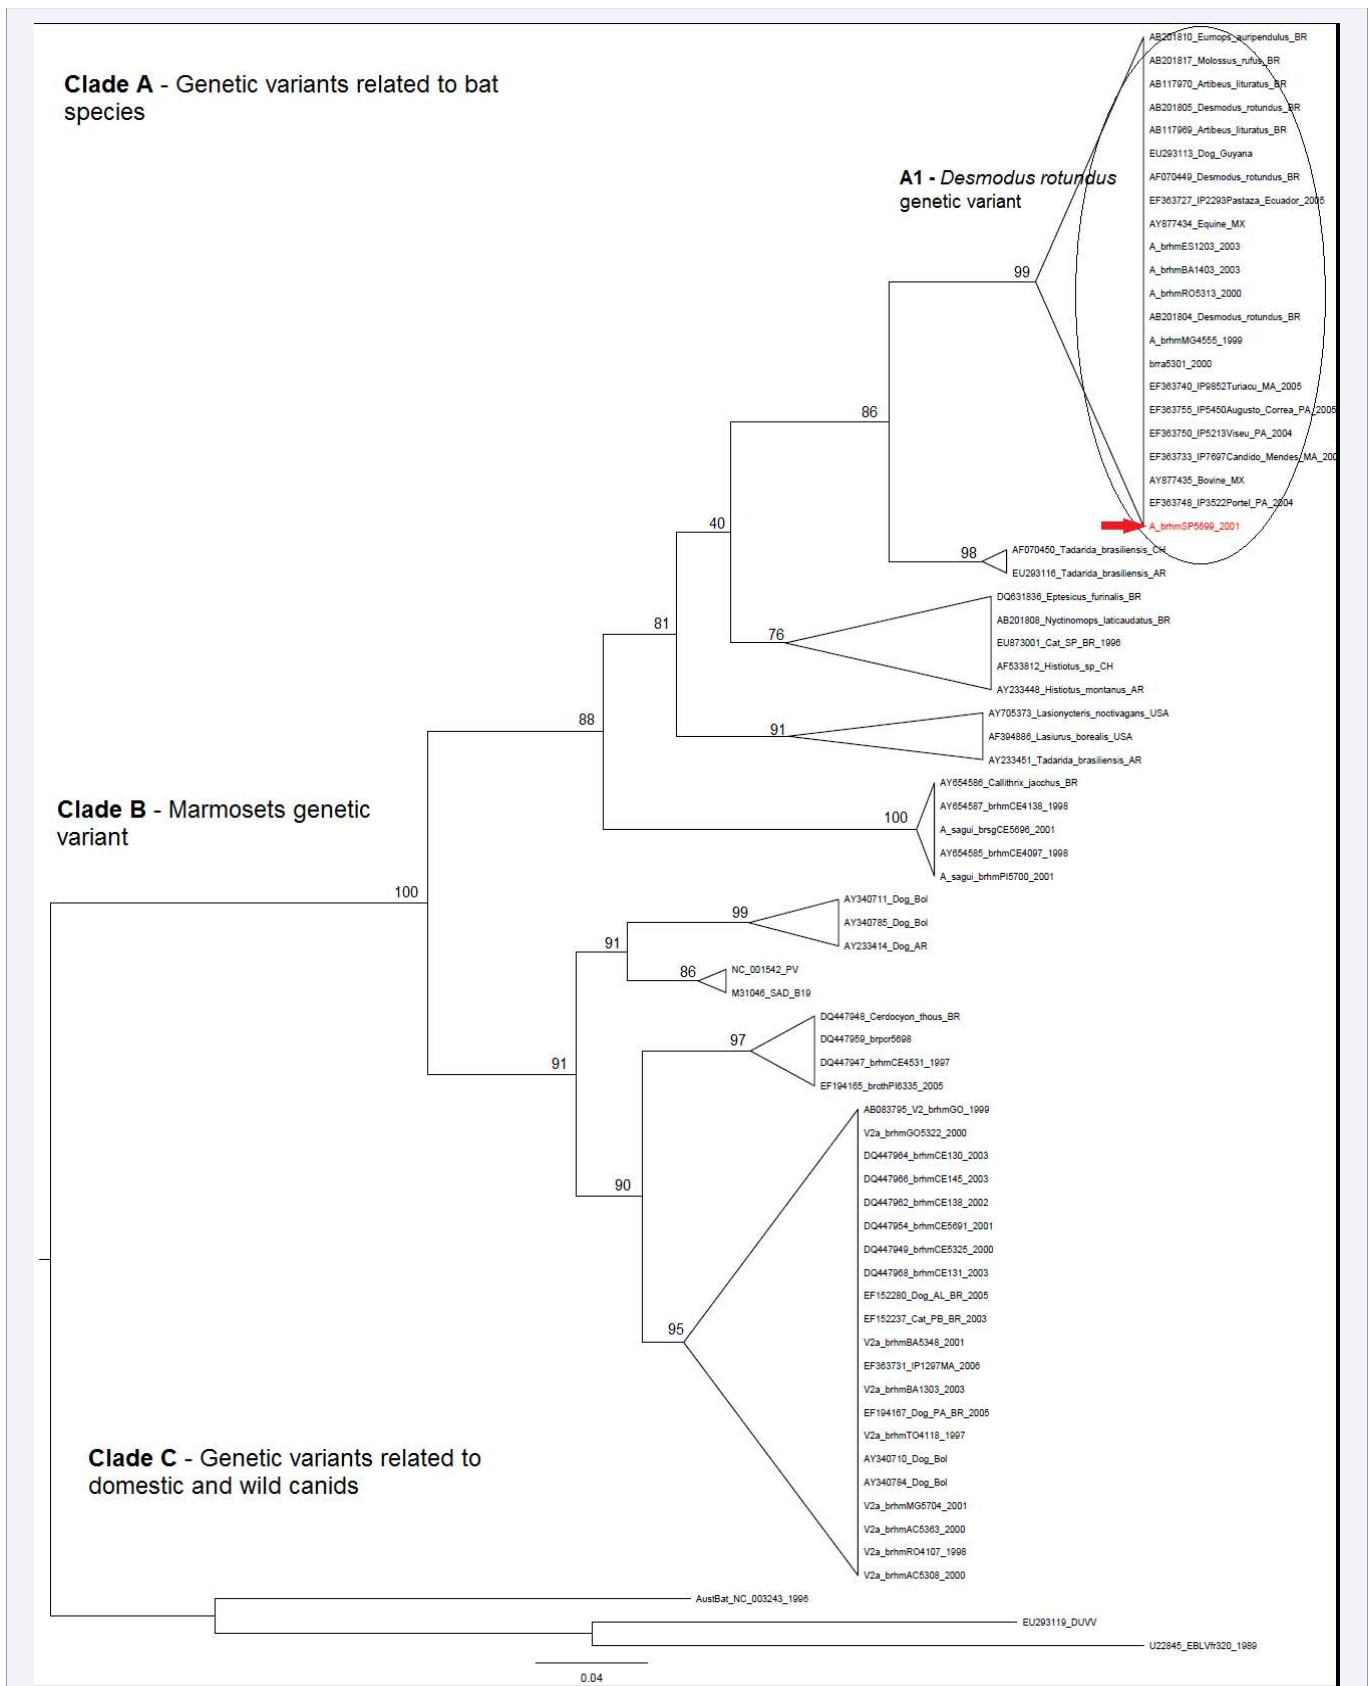 AB201810_Eumops_auripendulus_BR
Clade A - Genetic variants related to bat
species
AB201817_Molossus_rufus_BR
AB117970_Artibeus_lituratus_BR
AB201805_Desmodus_rotundus_BR
AB117969_Artibeus_lituratus_BR
EU293113_Dog_Guyana
A1 - Desmodus rotundus
genetic variant
AF070449_Desmodus_rotundus_BR
EF363727_IP2293Pastaza_Ecuador_2005
AY877434_Equine_MX
A_brhmES1203_2003
A_brhmBA1403_2003
99
A_brhmRO5313_2000
AB201804_Desmodus_rotundus_BR
A_brhmMG4555_1999
brra5301_2000
EF363740_IP9852Turiacu_MA_2005
86
EF363755_IP5450Augusto_Correa_PA_2005
EF363750_IP5213Viseu_PA_2004
EF363733_IP7697Candido_Mendes_MA_200
AY877435_Bovine_MX
EF363748_IP3522Portel_PA_2004
40
A_brhmSP5699_2001
98
AF070450_Tadarida_brasiliensis_CH
EU293116_Tadarida_brasiliensis_AR
DQ631836_Eptesicus_furinalis_BR
81
AB201808_Nyctinomops_laticaudatus_BR
76
EU873001_Cat_SP_BR_1996
AF533812_Histiotus_sp_CH
AY233448_Histiotus_montanus_AR
88
AY705373_Lasionycteris_noctivagans_USA
91
AF394886_Lasiurus_borealis_USA
AY233451_Tadarida_brasiliensis_AR
Clade B - Marmosets genetic
variant
AY654586_Callithrix_jacchus_BR
AY654587_brhmCE4138_1998
100
A_sagui_brsgCE5696_2001
AY654585_brhmCE4097_1998
A_sagui_brhmPI5700_2001
100
AY340711_Dog_Bol
99
AY340785_Dog_Bol
91
AY233414_Dog_AR
86
NC_001542_PV
M31046_SAD_B19
DQ447948_Cerdocyon_thous_BR
97
DQ447959_brpcr5698
91
DQ447947_brhmCE4531_1997
EF194165_brcthPI6335_2005
AB083795_V2_brhmGO_1999
V2a_brhmGO5322_2000
DQ447964_brhmCE130_2003
90
DQ447966_brhmCE145_2003
DQ447962_brhmCE138_2002
DQ447954_brhmCE5691_2001
DQ447949_brhmCE5325_2000
DQ447968_brhmCE131_2003
EF152280_Dog_AL_BR_2005
95
EF152237_Cat_PB_BR_2003
V2a_brhmBA5348_2001
EF363731_IP1297MA_2006
V2a_brhmBA1303_2003
EF194167_Dog_PA_BR_2005
V2a_brhmTO4118_1997
Clade C - Genetic variants related to
domestic and wild canids
AY340710_Dog_Bol
AY340784_Dog_Bol
V2a_brhmMG5704_2001
V2a_brhmAC5363_2000
V2a_brhmRO4107_1998
V2a_brhmAC5308_2000
AustBat_NC_003243_1996
EU293119_DUVV
U22845_EBLVfr320_1989
0.04